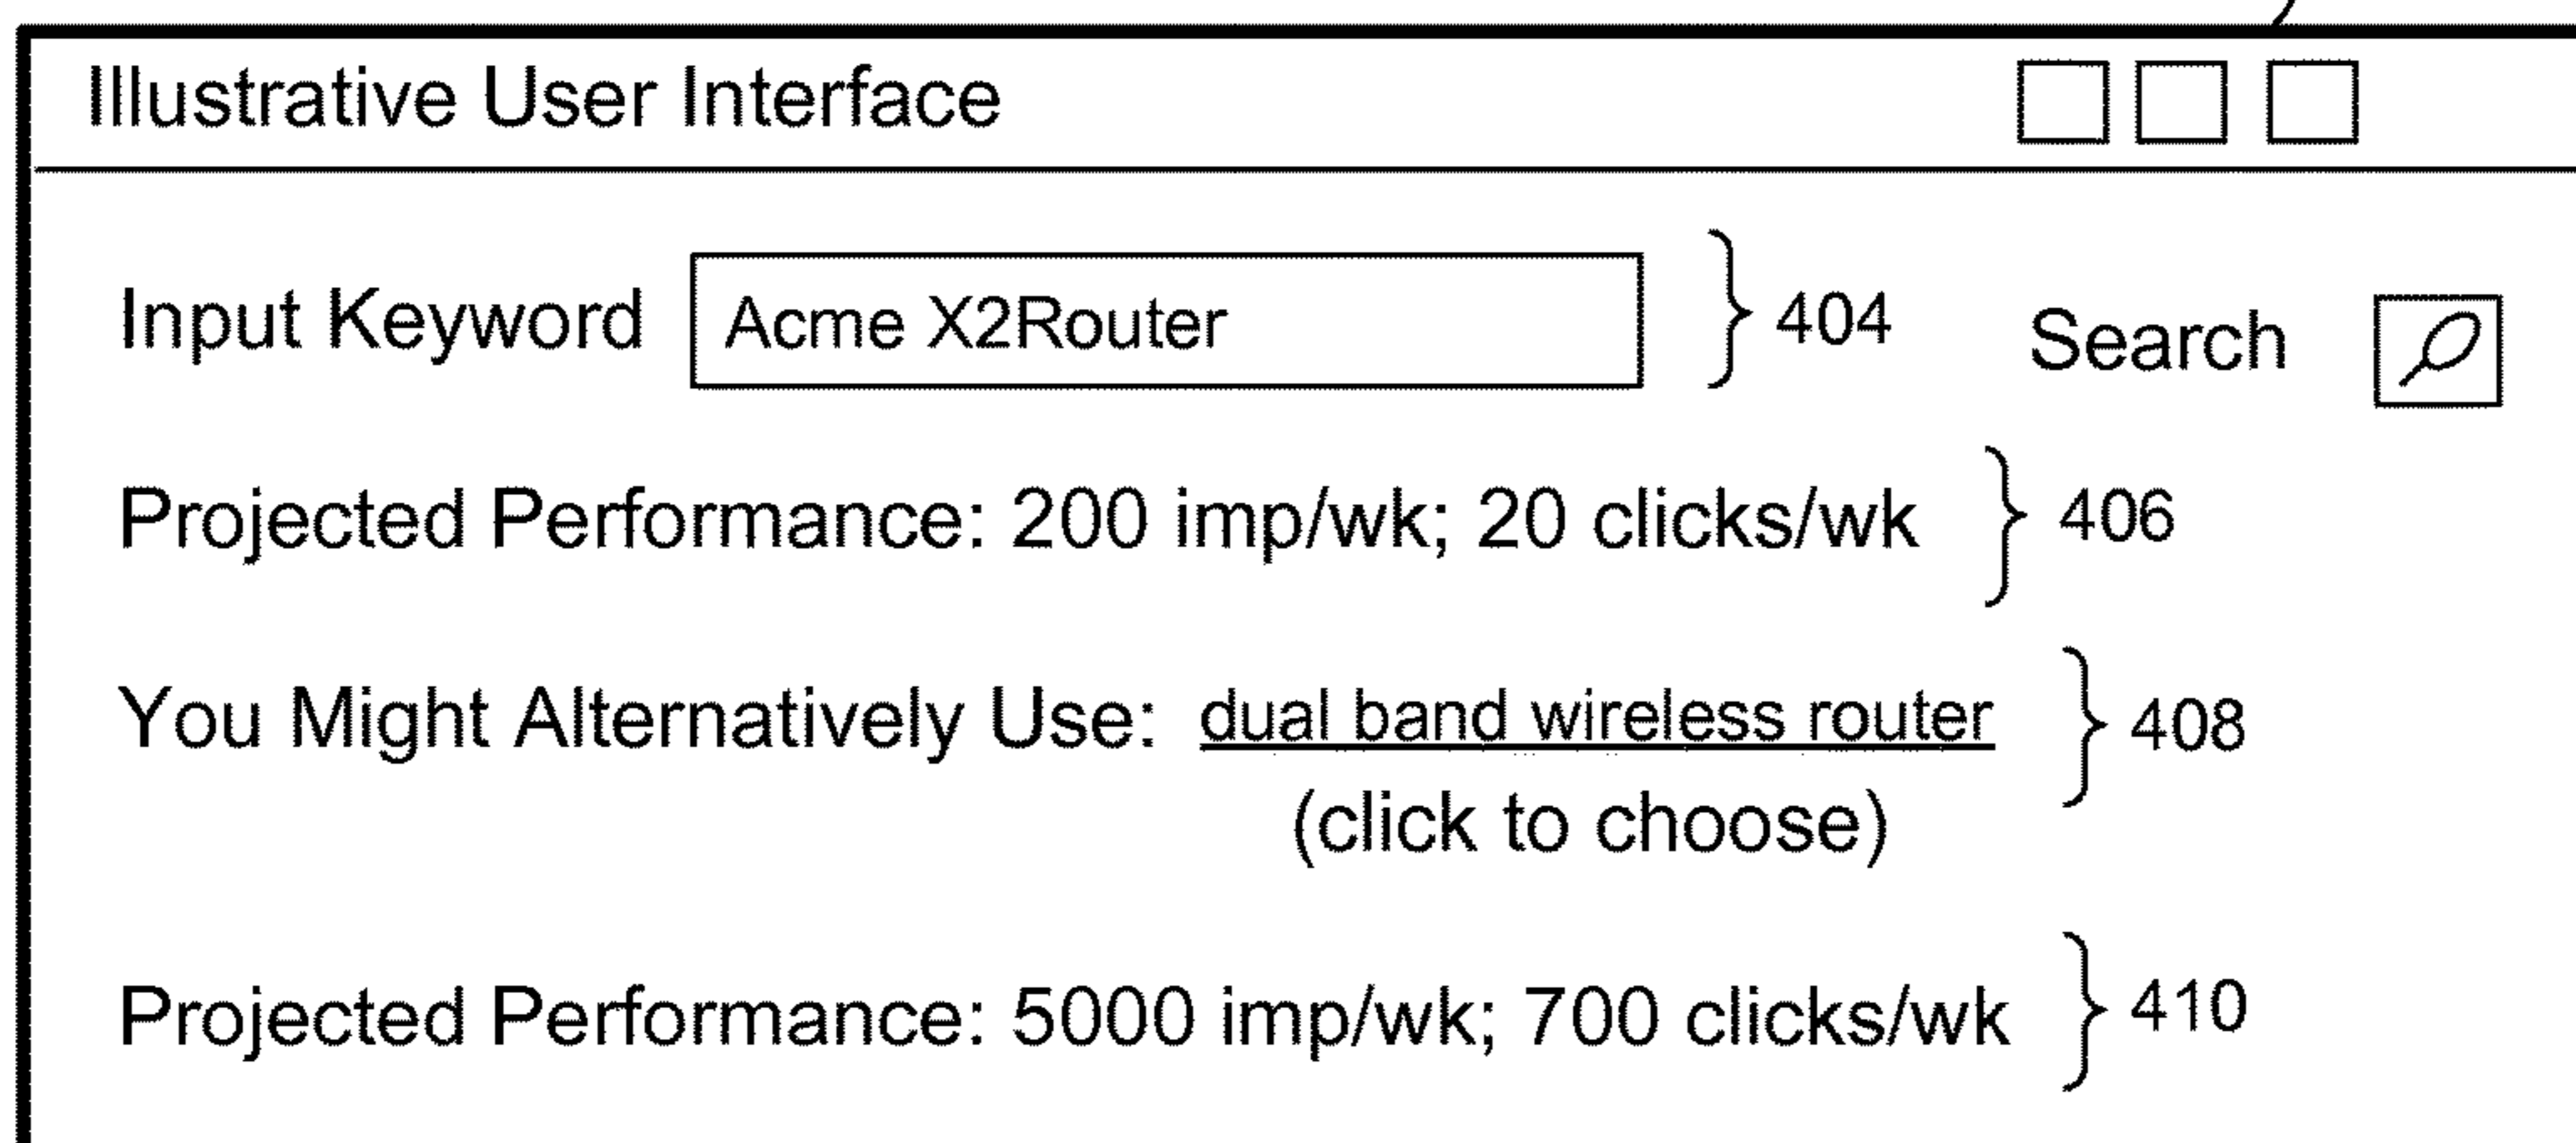 Illustrative User Interface
Input Keyword Acme X2Router 404 Search
Projected Performance: 200 imp/wk; 20 clicks/wk 406
You Might Alternatively Use: dual band wireless router 408
(click to choose)
Projected Performance: 5000 imp/wk; 700 clicks/wk 410